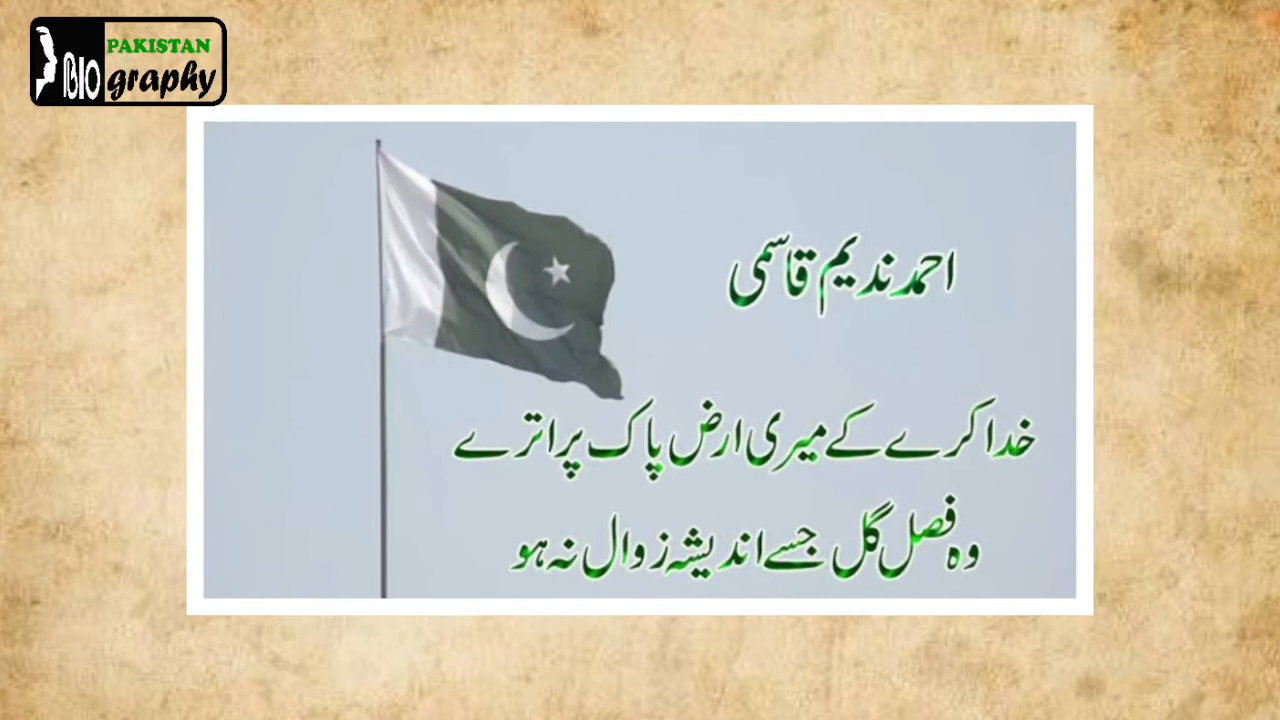 PAKISTAN
BIOgraphy
احمد ندیم قاسمی
خدا کرے کے میری ارض پاک پر اترے
وہ فصل گل جسے اندیشہ زوال نہ ہو